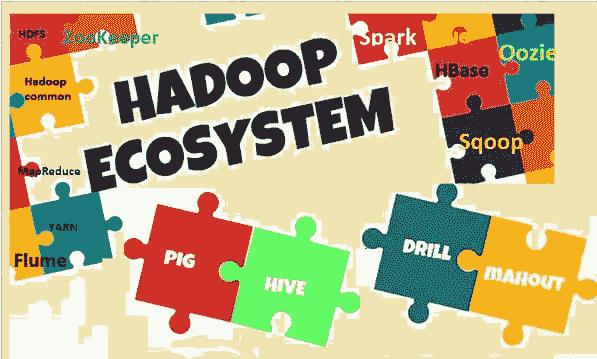 HDFS
ZooKeeper
Hadoop
common
MapReduce
YARN
Flume
HADOOP
ECOSYSTEM
Spark
HBase
Oozie
Sqoop
PIG
HIVE
DRILL
MAHOUT